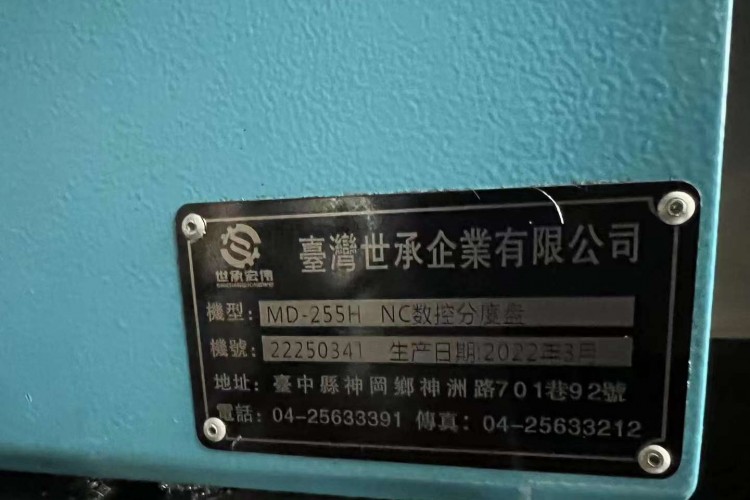 臺灣世承企業有限公司
世承宏偉
機型: MD-255H NC数控分度盘
機號: 22250341 生产日期:2022年3月
地址: 臺中縣神岡鄉神洲路701巷92號
電話: 04-25633391 傳真: 04-25633212